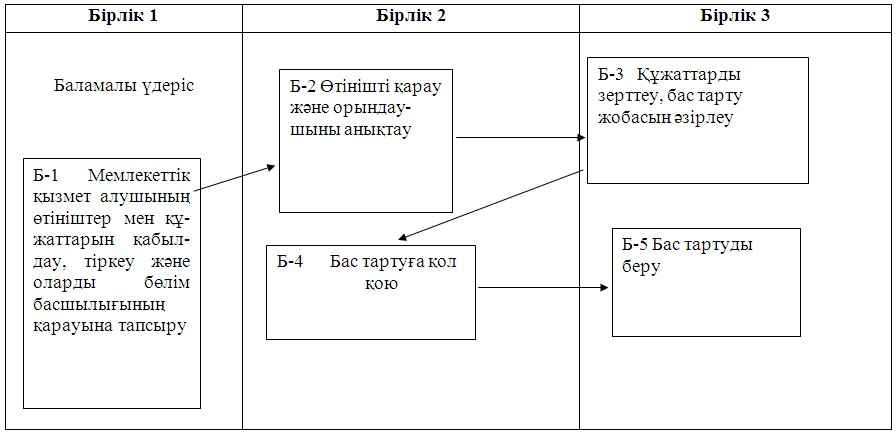 Бірлік 1
Бірлік 2
Бірлік 3
Баламалы үдеріс
Б-1 Мемлекеттік
қызмет алушының
өтініштер мен құ-
жаттарын қабыл-
дау, тіркеу және
оларды бөлім
басшылығының
қарауына тапсыру
Б-2 Өтінішті қарау
және орындау-
шыны анықтау
Б-3 Құжаттарды
зерттеу, бас тарту
жобасын әзірлеу
Б-4 Бас тартуға қол
қою
Б-5 Бас тартуды
беру